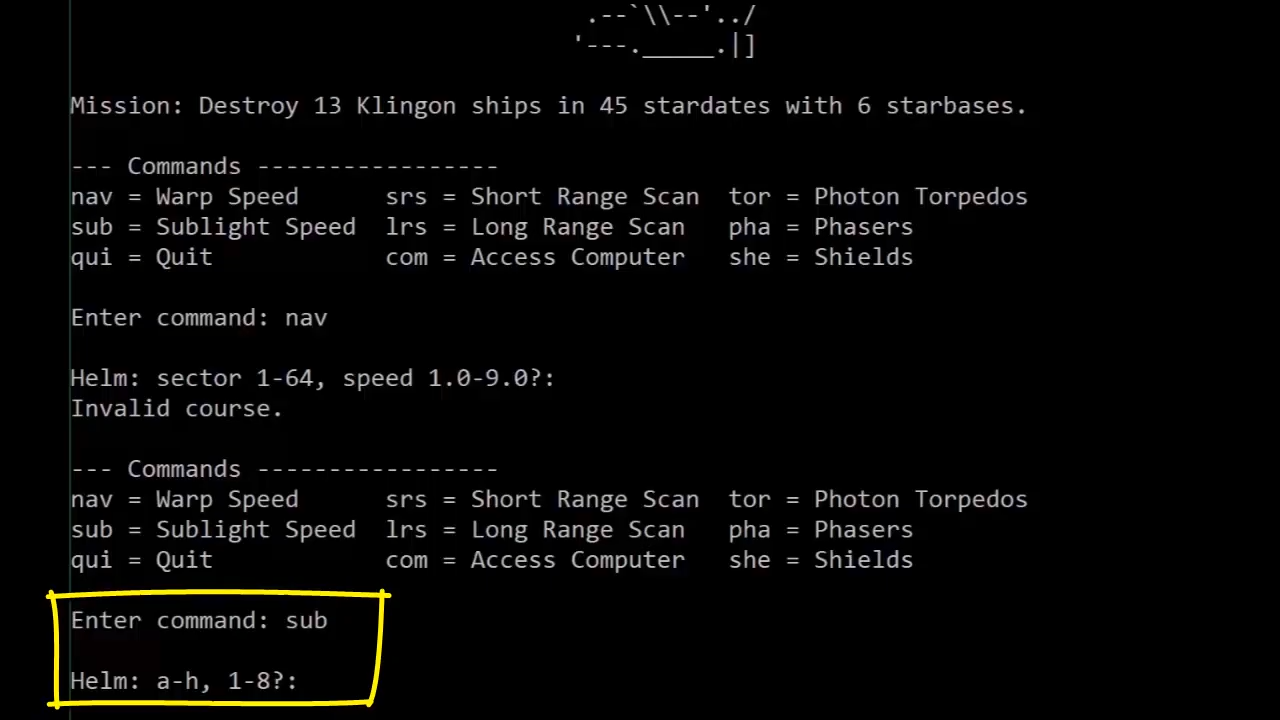 .--`\\--'../
'---._____.|]
Mission: Destroy 13 Klingon ships in 45 stardates with 6 starbases.
--- Commands -----------------
nav = Warp Speed      srs = Short Range Scan  tor = Photon Torpedos
sub = Sublight Speed  lrs = Long Range Scan   pha = Phasers
qui = Quit            com = Access Computer   she = Shields
Enter command: nav
Helm: sector 1-64, speed 1.0-9.0?:
Invalid course.
--- Commands -----------------
nav = Warp Speed      srs = Short Range Scan  tor = Photon Torpedos
sub = Sublight Speed  lrs = Long Range Scan   pha = Phasers
qui = Quit            com = Access Computer   she = Shields
Enter command: sub
Helm: a-h, 1-8?: